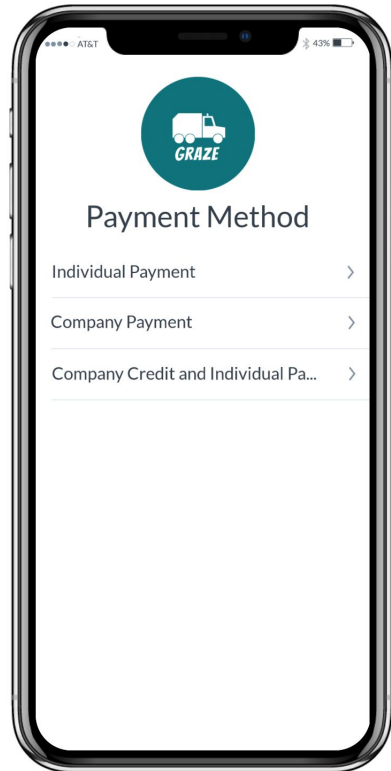 AT&T
43%
GRAZE
Payment Method
Individual Payment
Company Payment
Company Credit and Individual Pa...